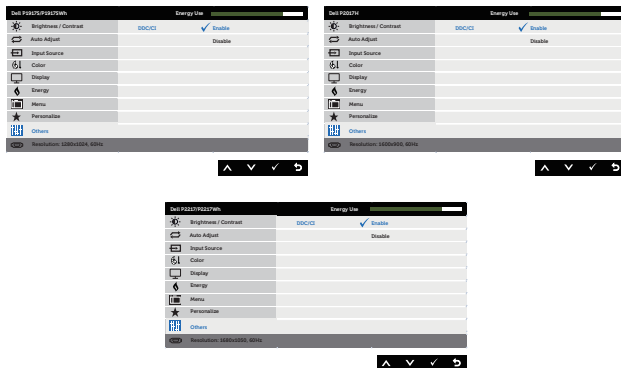 Dell P1917S/P1917SWh Energy Use
Brightness / Contrast DDC/CI Enable
Auto Adjust Disable
Input Source
Color
Display
Energy
Menu
Personalize
Others
Resolution: 1280x1024, 60Hz
Dell P2017H Energy Use
Brightness / Contrast DDC/CI Enable
Auto Adjust Disable
Input Source
Color
Display
Energy
Menu
Personalize
Others
Resolution: 1600x900, 60Hz
Dell P2217/P2217Wh Energy Use
Brightness / Contrast DDC/CI Enable
Auto Adjust Disable
Input Source
Color
Display
Energy
Menu
Personalize
Others
Resolution: 1680x1050, 60Hz